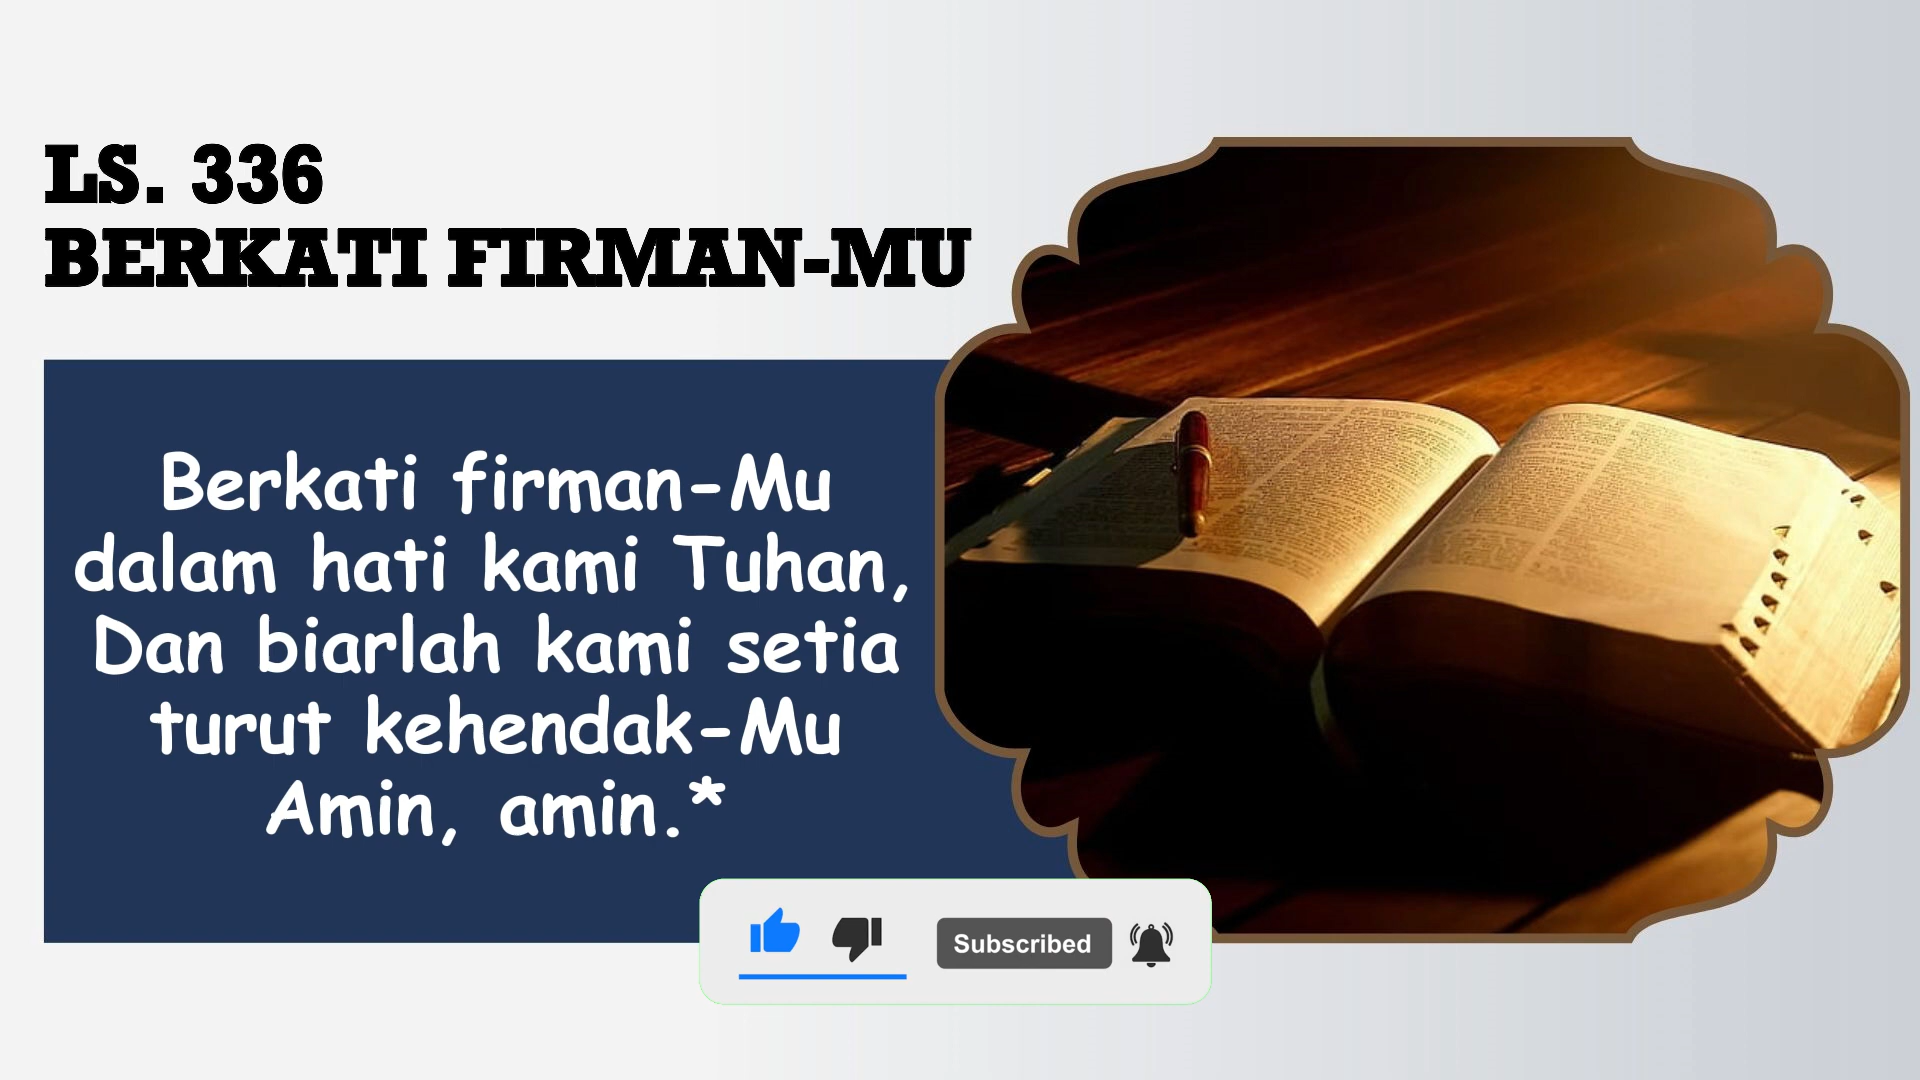 LS. 336
BERKATI FIRMAN-MU
Berkati firman-Mu
dalam hati kami Tuhan,
Dan biarlah kami setia
turut kehendak-Mu
Amin, amin.*
Subscribed